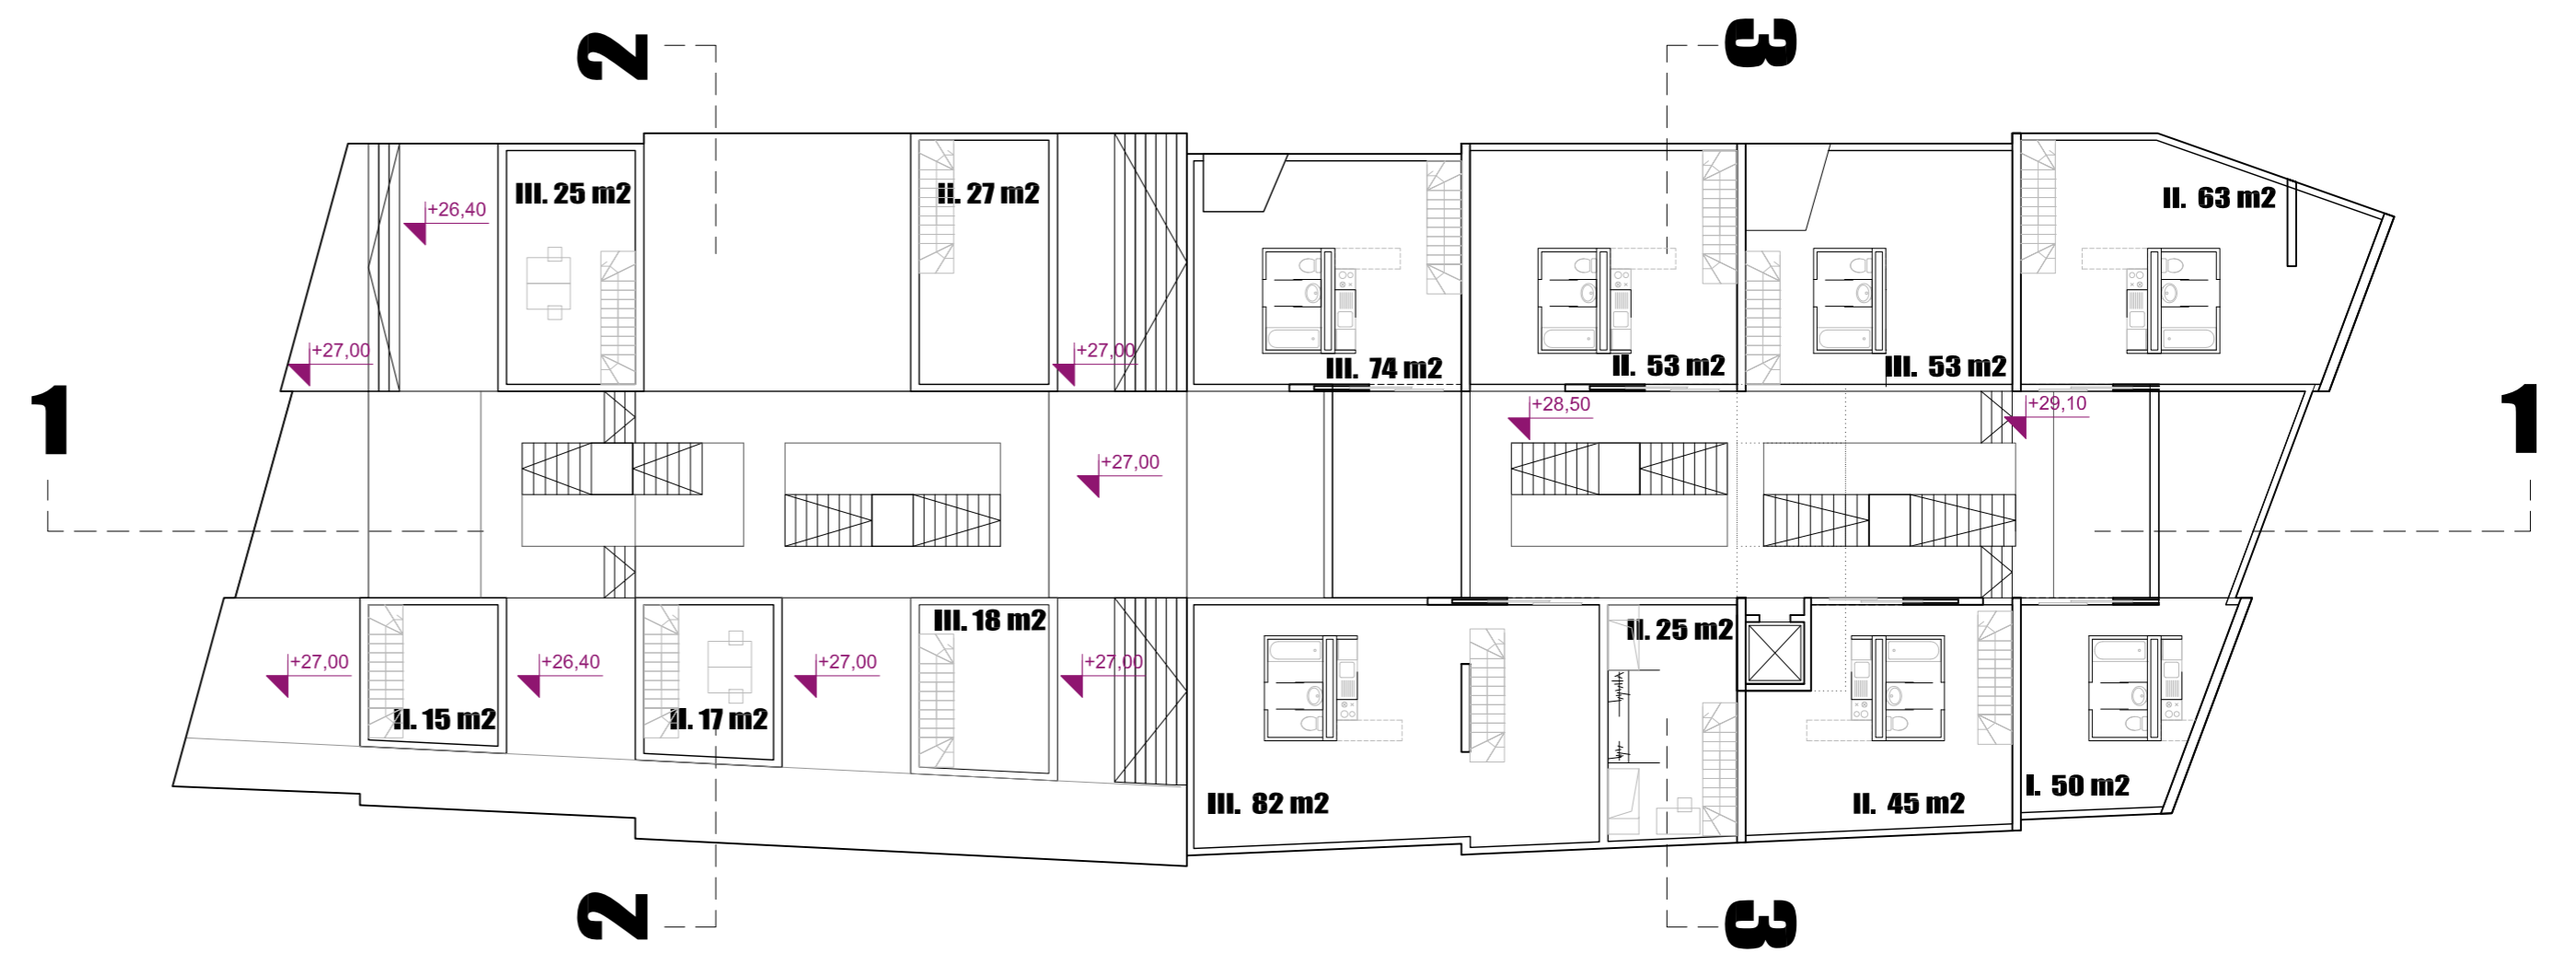 2
3
III. 25 m2
II. 27 m2
II. 63 m2
+26,40
+27,00
+27,00
III. 74 m2
II. 53 m2
III. 53 m2
1
+28,50
+29,10
1
+27,00
III. 18 m2
II. 25 m2
+27,00
+26,40
+27,00
+27,00
II. 15 m2
II. 17 m2
III. 82 m2
II. 45 m2
I. 50 m2
2
3